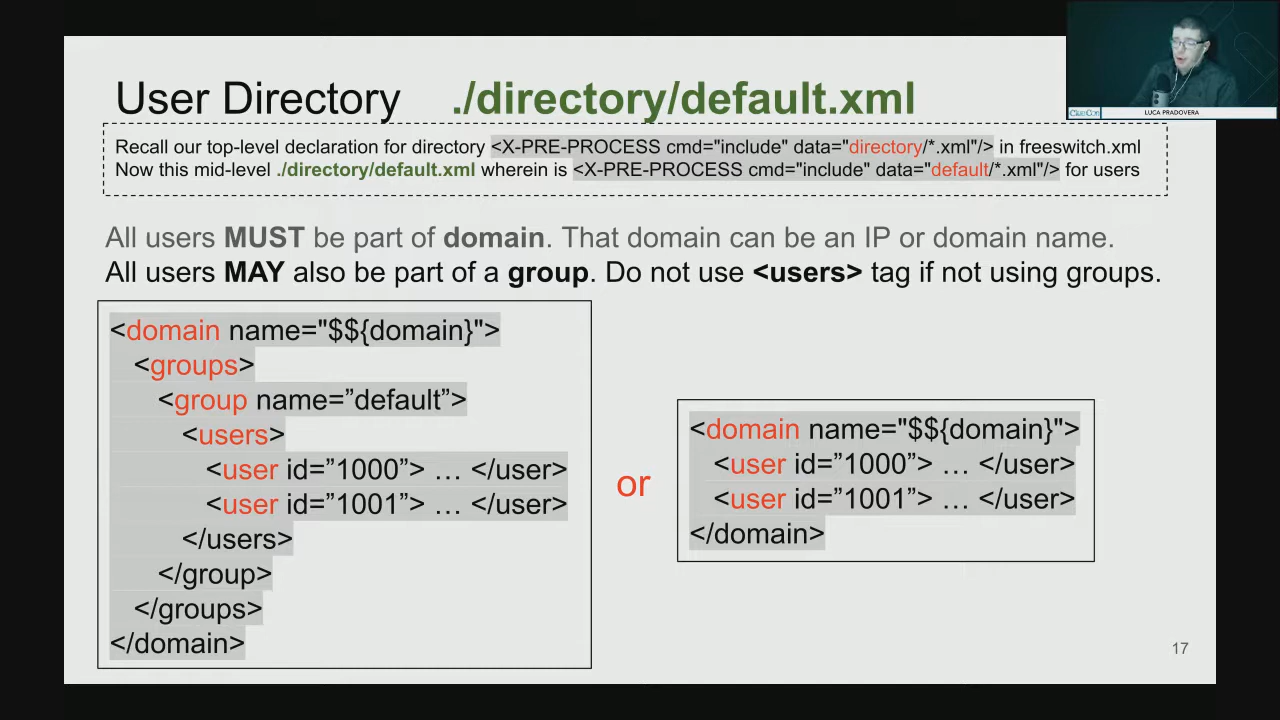 User Directory ./directory/default.xml
Recall our top-level declaration for directory <X-PRE-PROCESS cmd="include" data="directory/*.xml"/> in freeswitch.xml
Now this mid-level ./directory/default.xml wherein is <X-PRE-PROCESS cmd="include" data="default/*.xml"/> for users
All users MUST be part of domain. That domain can be an IP or domain name.
All users MAY also be part of a group. Do not use <users> tag if not using groups.
<domain name="$${domain}">
<groups>
<group name=”default”>
<users>
<user id=”1000”> … </user>
<user id=”1001”> … </user>
</users>
</group>
</groups>
</domain>
or
<domain name="$${domain}">
<user id=”1000”> … </user>
<user id=”1001”> … </user>
</domain>
17
ClueCon
LUCA PRADOVERA